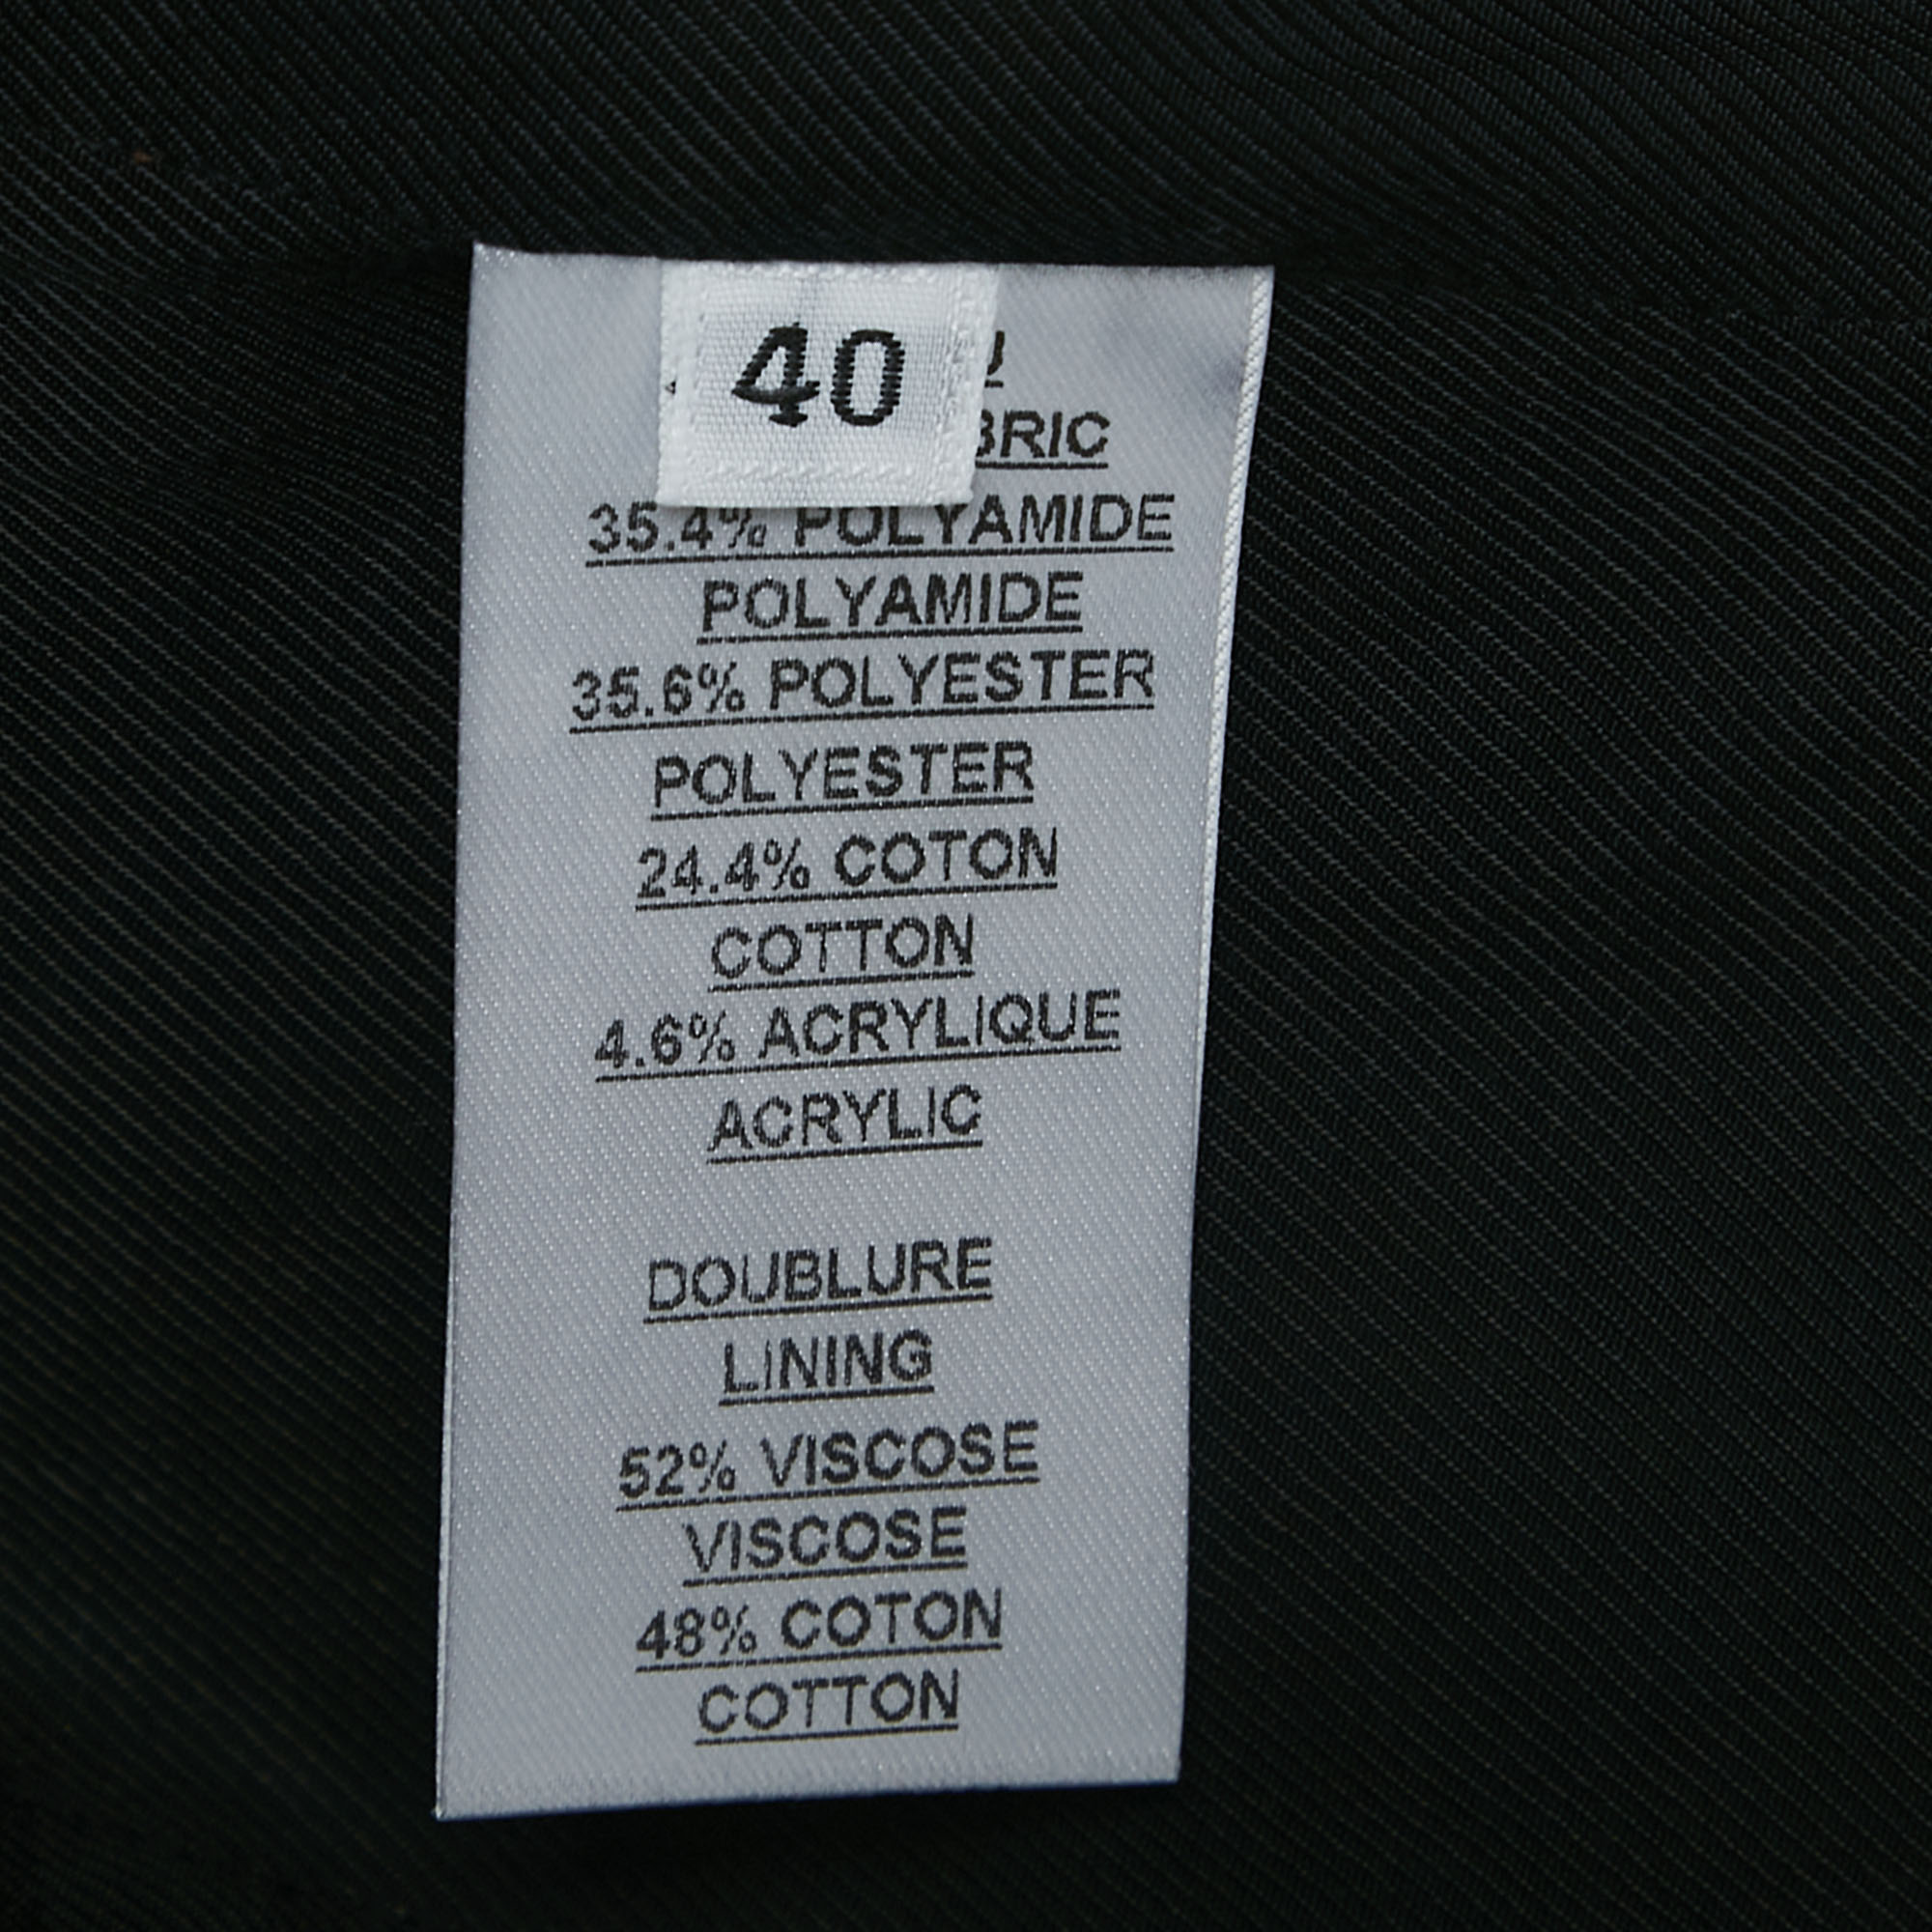 40
35.4% POLYAMIDE
POLYAMIDE
35.6% POLYESTER
POLYESTER
24.4% COTON
COTTON
4.6% ACRYLIQUE
ACRYLIC
DOUBLURE
LINING
52% VISCOSE
VISCOSE
48% COTON
COTTON